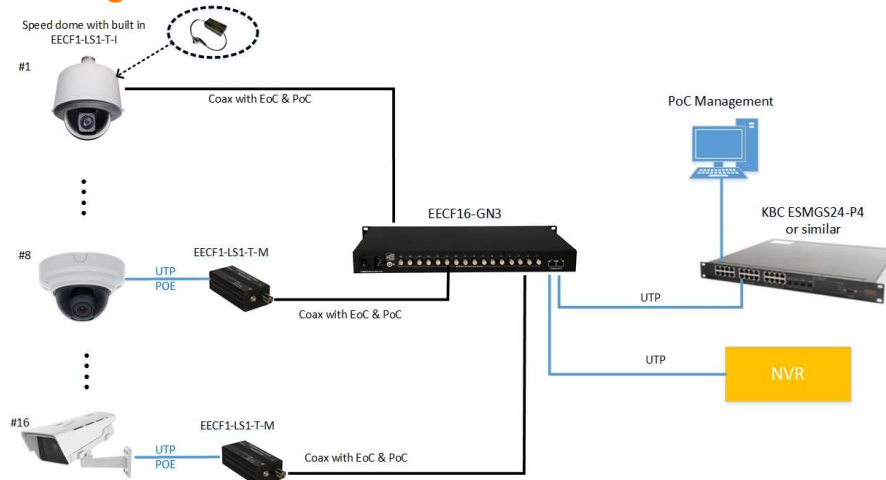 Speed dome with built in
EECF1-LS1-T-I
#1
Coax with EoC & PoC
PoC Management
EECF16-GN3
KBC ESMGS24-P4
or similar
#8
EECF1-LS1-T-M
UTP
POE
Coax with EoC & PoC
UTP
UTP
NVR
#16
EECF1-LS1-T-M
UTP
POE
Coax with EoC & PoC